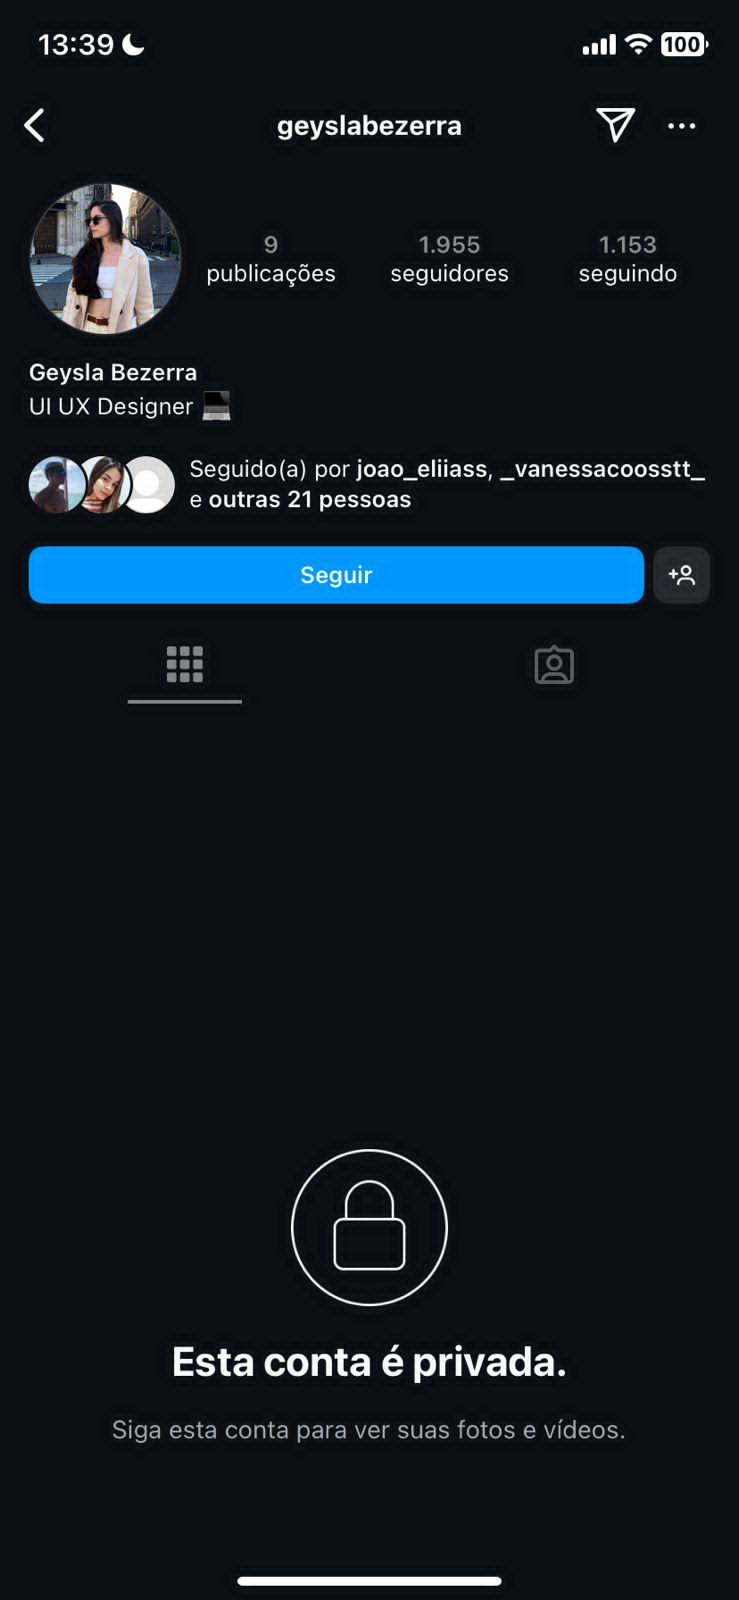 13:39
100
geyslabezerra
9 1.955 1.153
publicações seguidores seguindo
Geysla Bezerra
UI UX Designer
Seguido(a) por joao_eliiass, _vanessacoosstt_
e outras 21 pessoas
Seguir
Esta conta é privada.
Siga esta conta para ver suas fotos e vídeos.